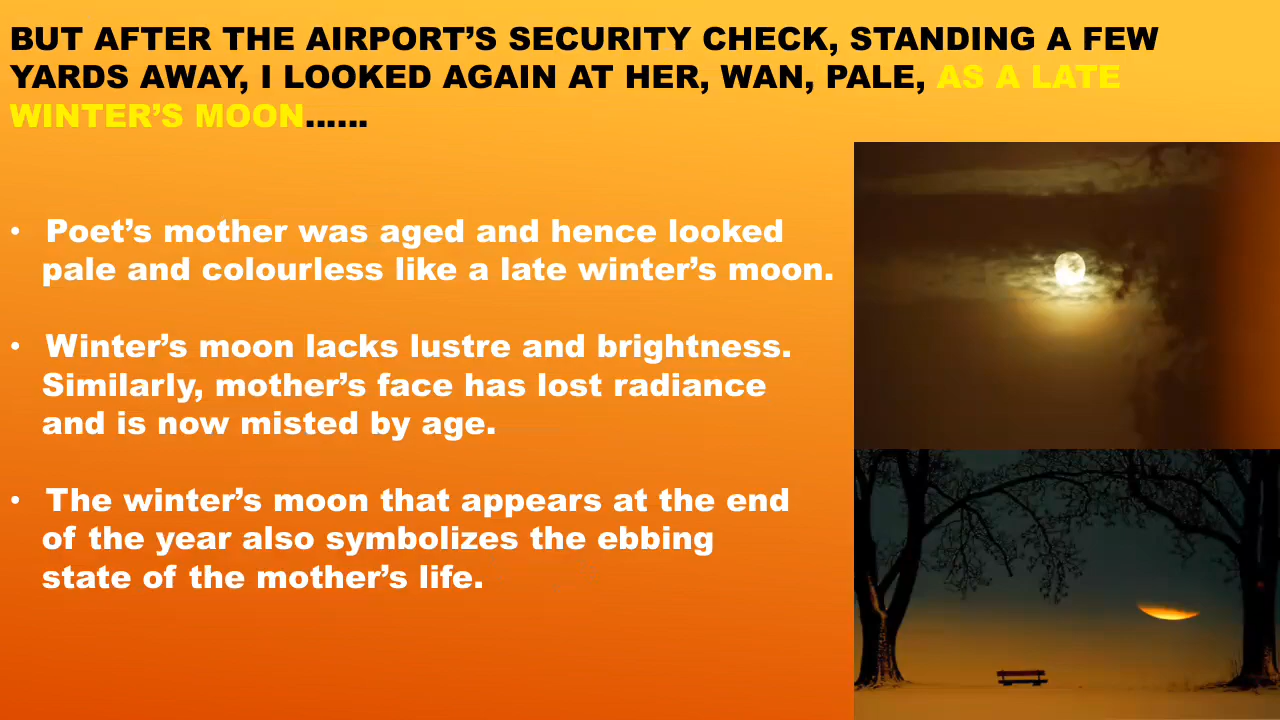 BUT AFTER THE AIRPORT’S SECURITY CHECK, STANDING A FEW
YARDS AWAY, I LOOKED AGAIN AT HER, WAN, PALE, AS A LATE
WINTER’S MOON......
• Poet’s mother was aged and hence looked
pale and colourless like a late winter’s moon.
• Winter’s moon lacks lustre and brightness.
Similarly, mother’s face has lost radiance
and is now misted by age.
• The winter’s moon that appears at the end
of the year also symbolizes the ebbing
state of the mother’s life.